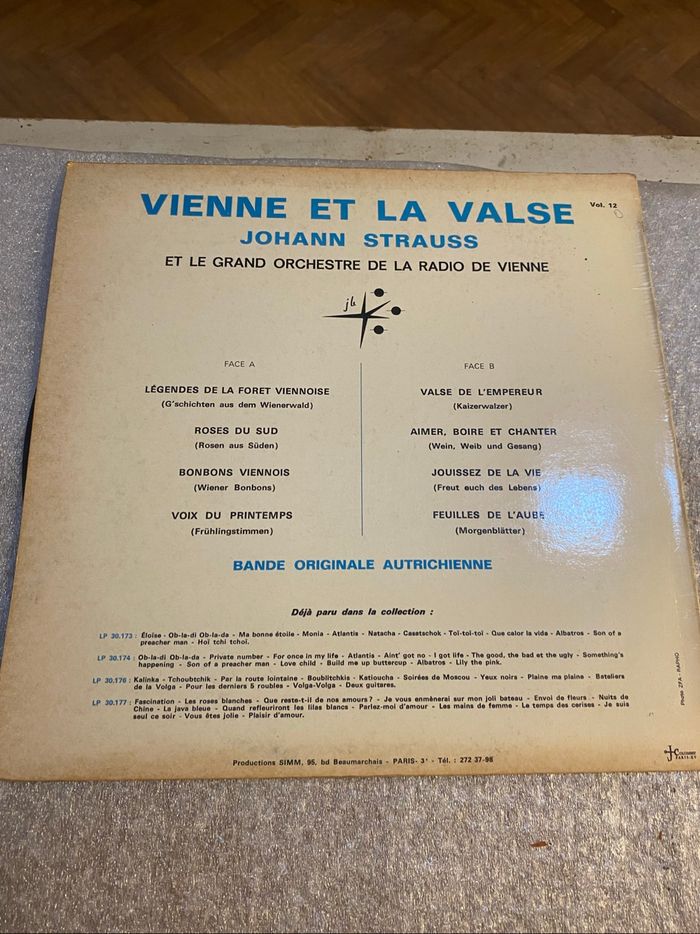 VIENNE ET LA VALSE
Vol. 12
JOHANN STRAUSS
ET LE GRAND ORCHESTRE DE LA RADIO DE VIENNE
jb
FACE A
LÉGENDES DE LA FORET VIENNOISE
(G'schichten aus dem Wienerwald)
ROSES DU SUD
(Rosen aus Süden)
BONBONS VIENNOIS
(Wiener Bonbons)
VOIX DU PRINTEMPS
(Frühlingstimmen)
FACE B
VALSE DE L'EMPEREUR
(Kaizerwalzer)
AIMER, BOIRE ET CHANTER
(Wein, Weib und Gesang)
JOUISSEZ DE LA VIE
(Freut euch des Lebens)
FEUILLES DE L'AUBE
(Morgenblätter)
BANDE ORIGINALE AUTRICHIENNE
Déjà paru dans la collection :
LP 30.173 : Éloïse - Ob-la-di Ob-la-da - Ma bonne étoile - Monia - Atlantis - Natacha - Casatschok - Toï-toï-toï - Que calor la vida - Albatros - Son of a
preacher man - Hoï tchi tchoï.
LP 30.174 : Ob-la-di Ob-la-da - Private number - For once in my life - Atlantis - Aint' got no - I got life - The good, the bad et the ugly - Something's
happening - Son of a preacher man - Love child - Build me up buttercup - Albatros - Lily the pink.
LP 30.176 : Kalinka - Tchoubtchik - Par la route lointaine - Boublitchkis - Katioucha - Soirées de Moscou - Yeux noirs - Plaine ma plaine - Bateliers
de la Volga - Pour les derniers 5 roubles - Volga-Volga - Deux guitares.
LP 30.177 : Fascination - Les roses blanches - Que reste-t-il de nos amours? - Je vous emmènerai sur mon joli bateau - Envoi de fleurs - Nuits de
Chine - La java bleue - Quand refleuriront les lilas blancs - Parlez-moi d'amour - Les mains de femme - Le temps des cerises - Je suis
seul ce soir - Vous êtes jolie - Plaisir d'amour.
Productions SIMM, 95, bd Beaumarchais - PARIS-3ᵉ - Tél. : 272 37-98
Photo ZFA - RAPHO